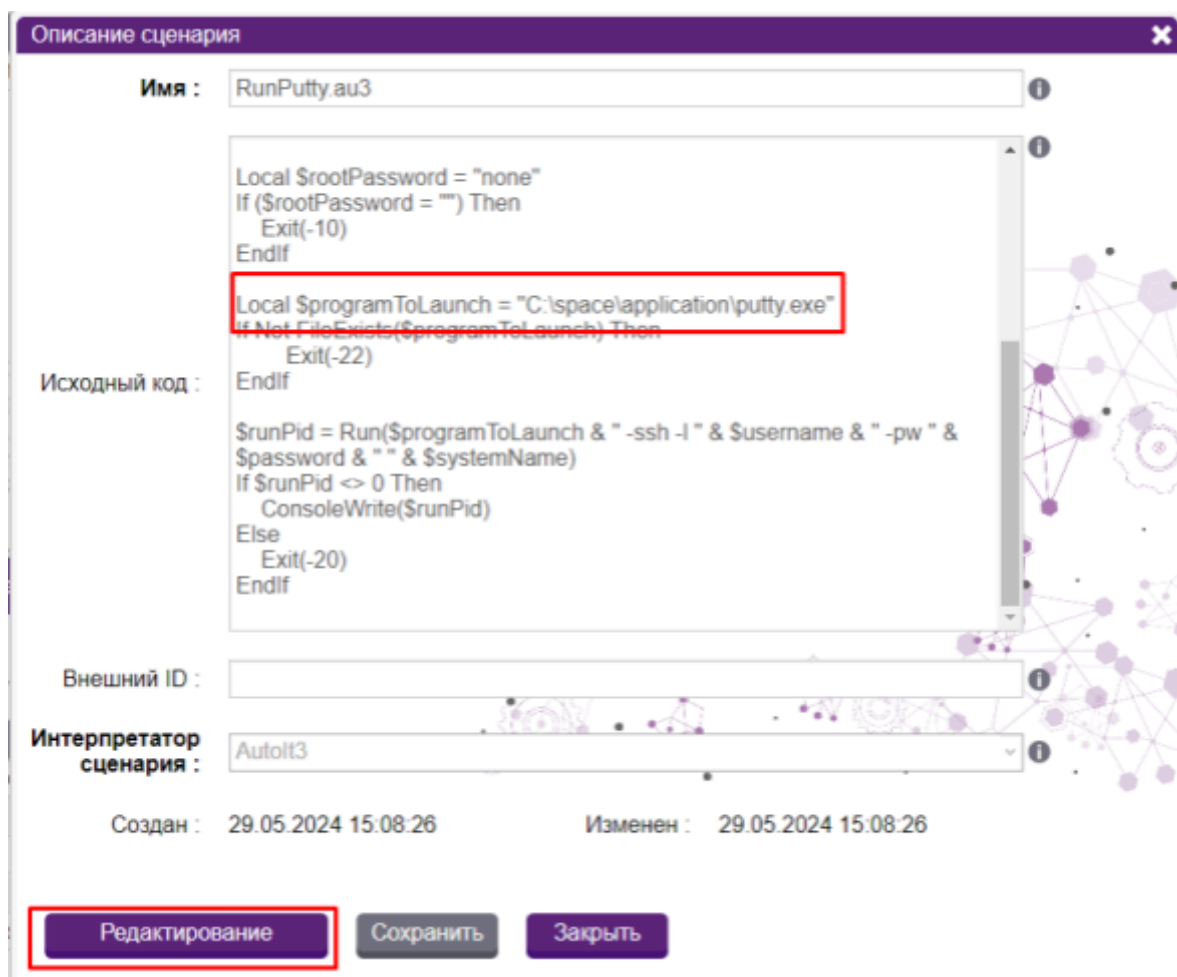 Описание сценария
Имя :
RunPutty.au3
Исходный код :
Local $rootPassword = "none"
If ($rootPassword = "") Then
Exit(-10)
EndIf
Local $programToLaunch = "C:\space\application\putty.exe"
If Not FileExists($programToLaunch) Then
Exit(-22)
EndIf
$runPid = Run($programToLaunch & " -ssh -l " & $username & " -pw " &
$password & " " & $systemName)
If $runPid <> 0 Then
ConsoleWrite($runPid)
Else
Exit(-20)
EndIf
Внешний ID :
Интерпретатор
сценария :
AutoIt3
Создан : 29.05.2024 15:08:26 Изменен : 29.05.2024 15:08:26
Редактирование Сохранить Закрыть